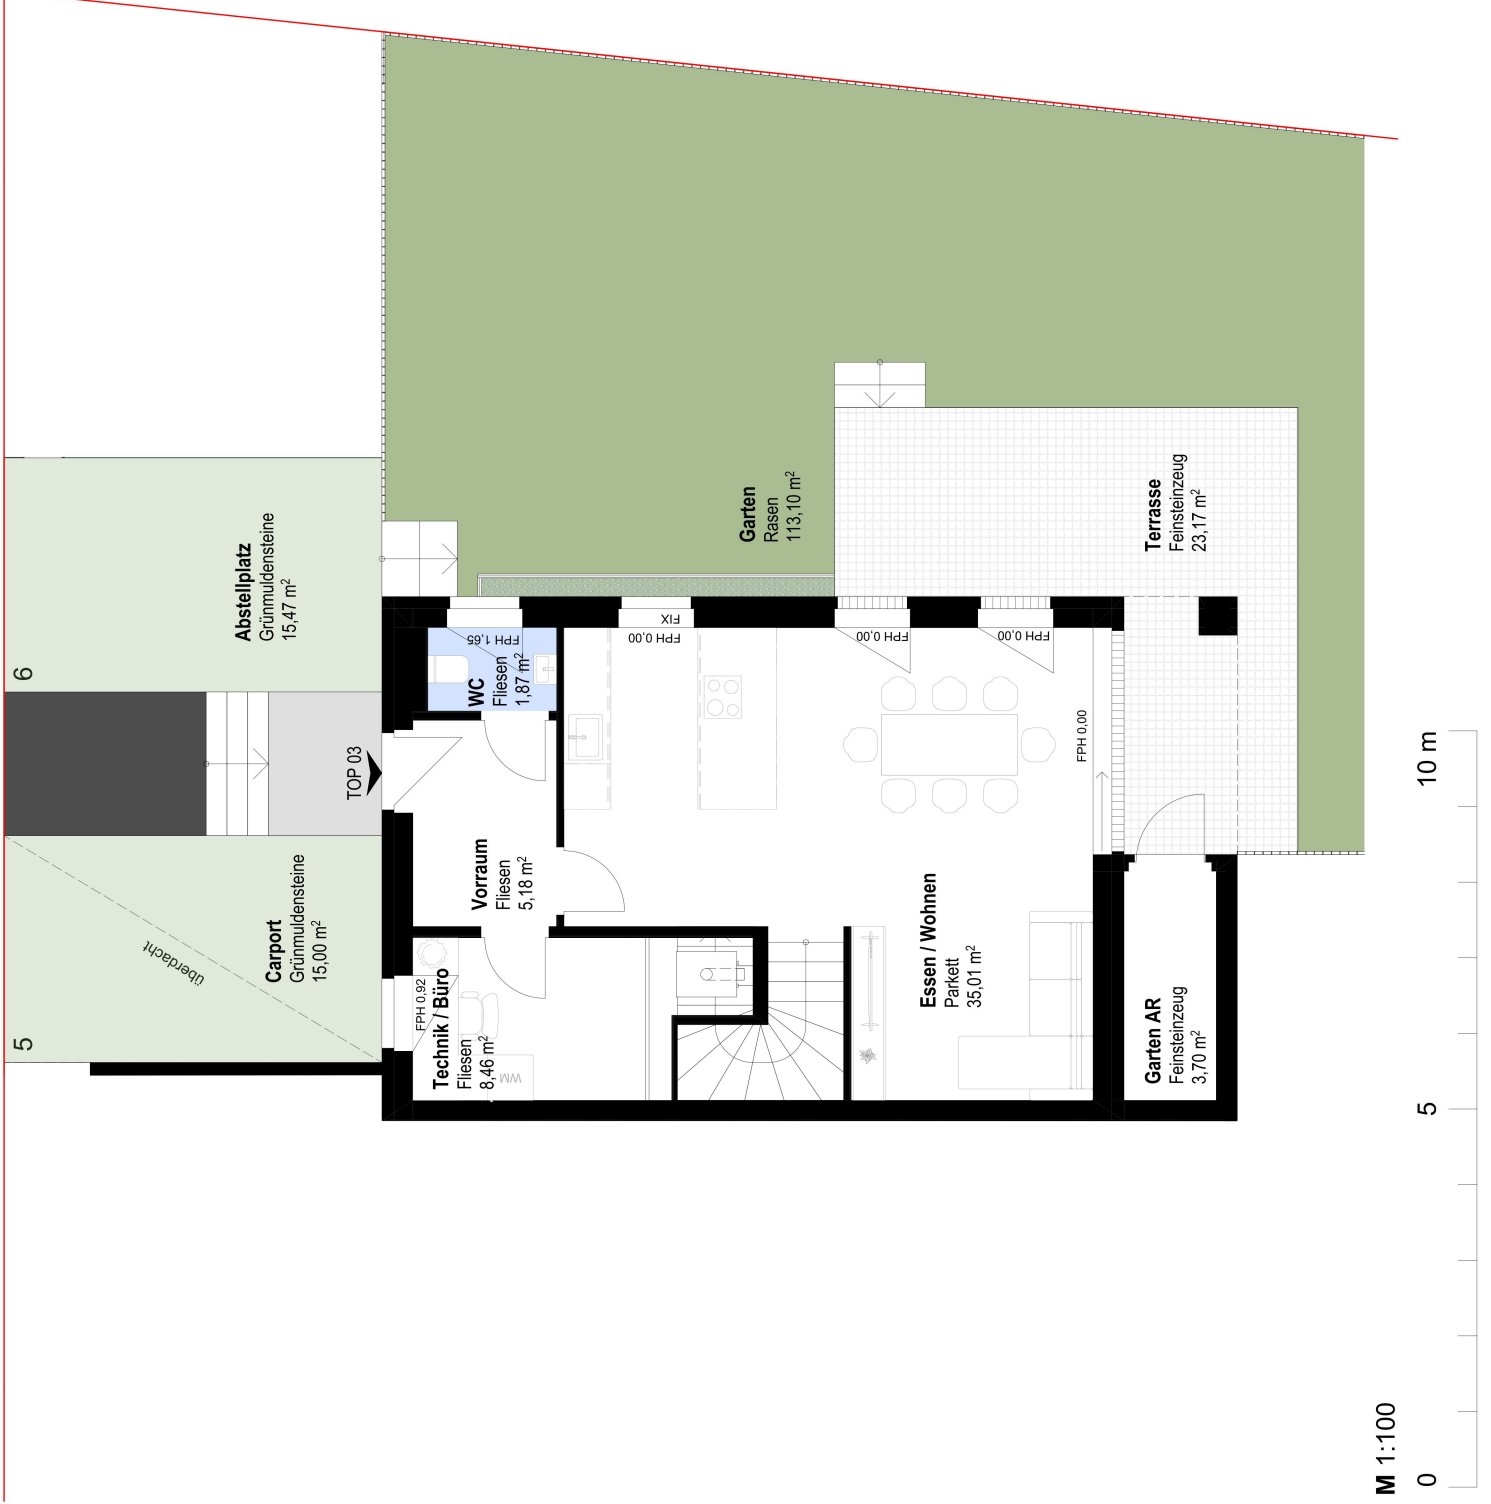 6
Abstellplatz
Grünmuldensteine
15,47 m²
TOP 03
5
Carport
Grünmuldensteine
15,00 m²
überdacht
Garten
Rasen
113,10 m²
Terrasse
Feinsteinzeug
23,17 m²
WC
Fliesen
1,87 m²
FPH 1,65
FIX
FPH 0,00
FPH 0,00
FPH 0,00
FPH 0,00
Vorraum
Fliesen
5,18 m²
FPH 0,92
Technik / Büro
Fliesen
8,46 m²
WM
Essen / Wohnen
Parkett
35,01 m²
Garten AR
Feinsteinzeug
3,70 m²
M 1:100
0
5
10 m